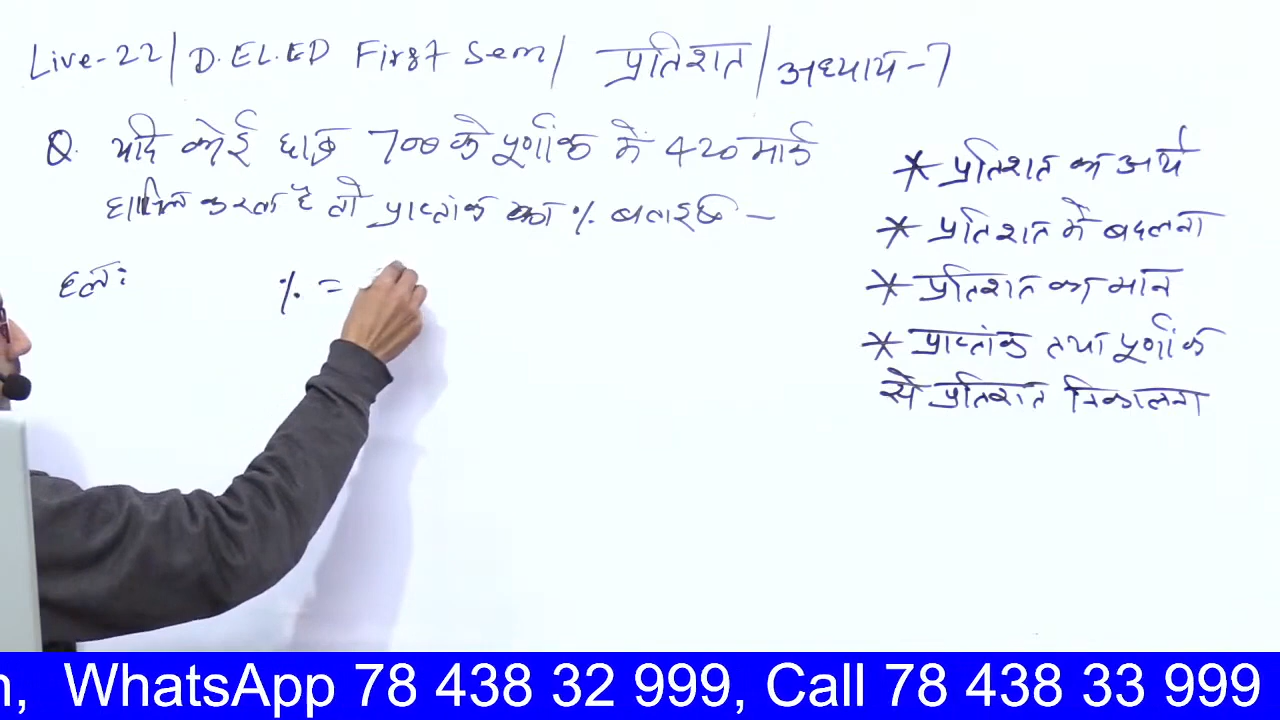 Live-22 | D.EL.ED First Sem | प्रतिशत | अध्याय-7
Q. यदि कोई छात्र 700 के पूर्णांक में 420 मार्क
हासिल करता है तो प्राप्तांक का % बताइए -
हल:
% =
* प्रतिशत का अर्थ
* प्रतिशत में बदलना
* प्रतिशत का मान
* प्राप्तांक तथा पूर्णांक
से प्रतिशत निकालना
WhatsApp 78 438 32 999, Call 78 438 33 999